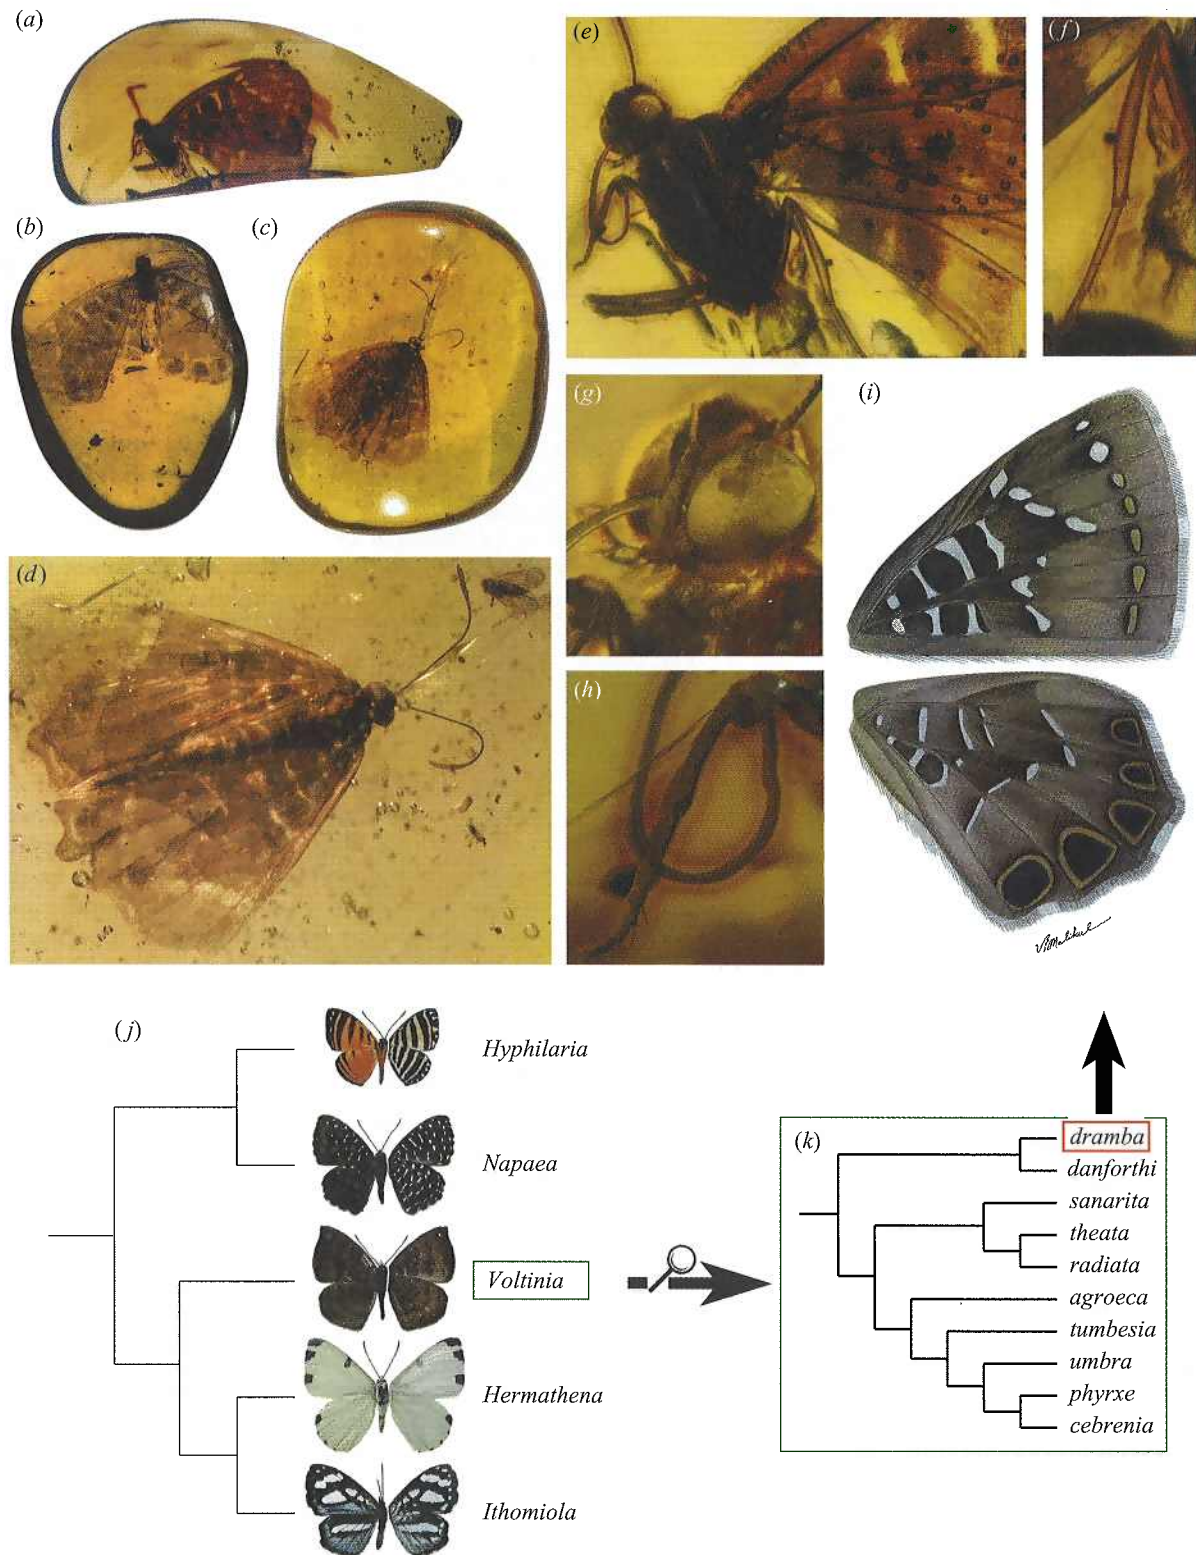 (a)
(b)
(c)
(d)
(e)
(f)
(g)
(h)
(i)
(j)
Hyphilaria
Napaea
Voltinia
Hermathena
Ithomiola
(k)
dramba
danforthi
sanarita
theata
radiata
agroeca
tumbesia
umbra
phyrxe
cebrenia